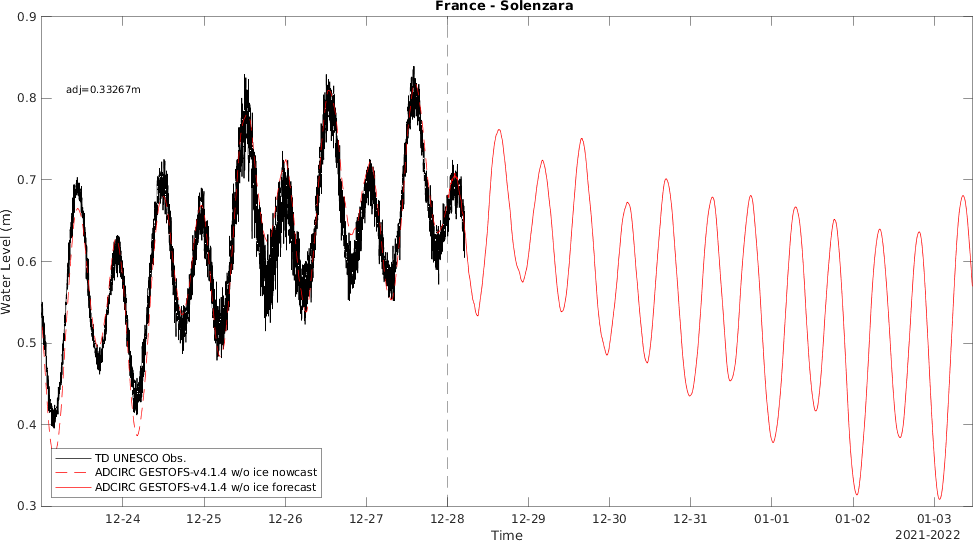 France - Solenzara
0.9
0.8
0.7
0.6
0.5
0.4
0.3
Water Level (m)
adj=0.33267m
TD UNESCO Obs.
ADCIRC GESTOFS-v4.1.4 w/o ice nowcast
ADCIRC GESTOFS-v4.1.4 w/o ice forecast
12-24 12-25 12-26 12-27 12-28 12-29 12-30 12-31 01-01 01-02 01-03
Time
2021-2022